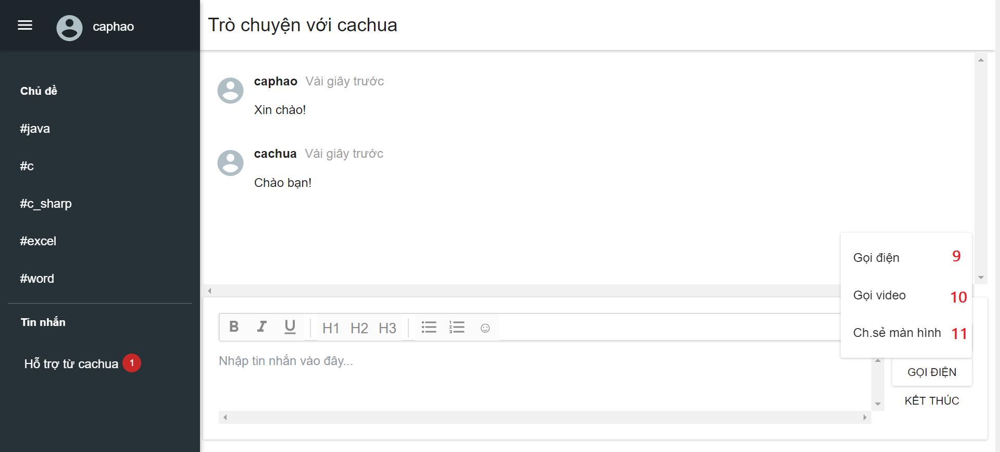 caphao
Chủ đề
#java
#c
#c_sharp
#excel
#word
Tin nhắn
Hỗ trợ từ cachua 1
Trò chuyện với cachua
caphao Vài giây trước
Xin chào!
cachua Vài giây trước
Chào bạn!
Gọi điện 9
Gọi video 10
Ch.sẻ màn hình 11
B I U H1 H2 H3
Nhập tin nhắn vào đây...
GỌI ĐIỆN
KẾT THÚC